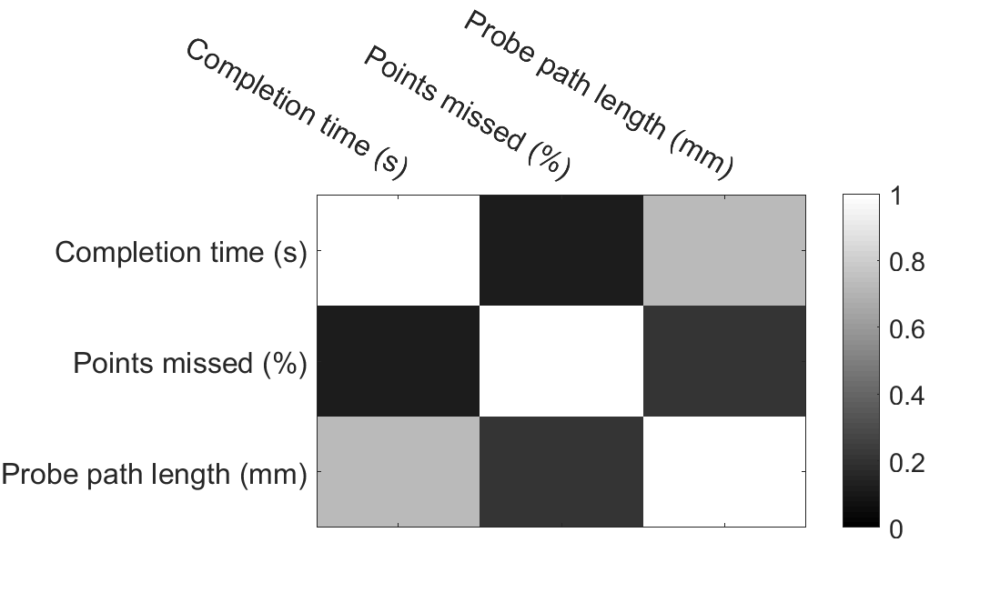 Completion time (s)
Points missed (%)
Probe path length (mm)
Completion time (s)
Points missed (%)
Probe path length (mm)
1
0.8
0.6
0.4
0.2
0